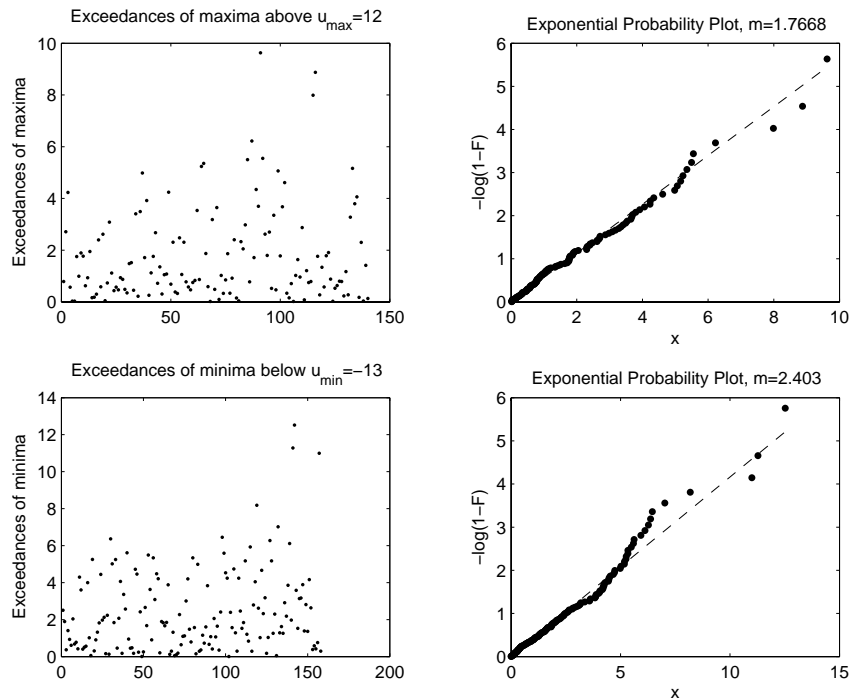 Exceedances of maxima above u_max=12
Exceedances of maxima
10
8
6
4
2
0
0 50 100 150
Exponential Probability Plot, m=1.7668
−log(1−F)
6
5
4
3
2
1
0
0 2 4 6 8 10
x
Exceedances of minima below u_min=−13
Exceedances of minima
14
12
10
8
6
4
2
0
0 50 100 150 200
Exponential Probability Plot, m=2.403
−log(1−F)
6
5
4
3
2
1
0
0 5 10 15
x